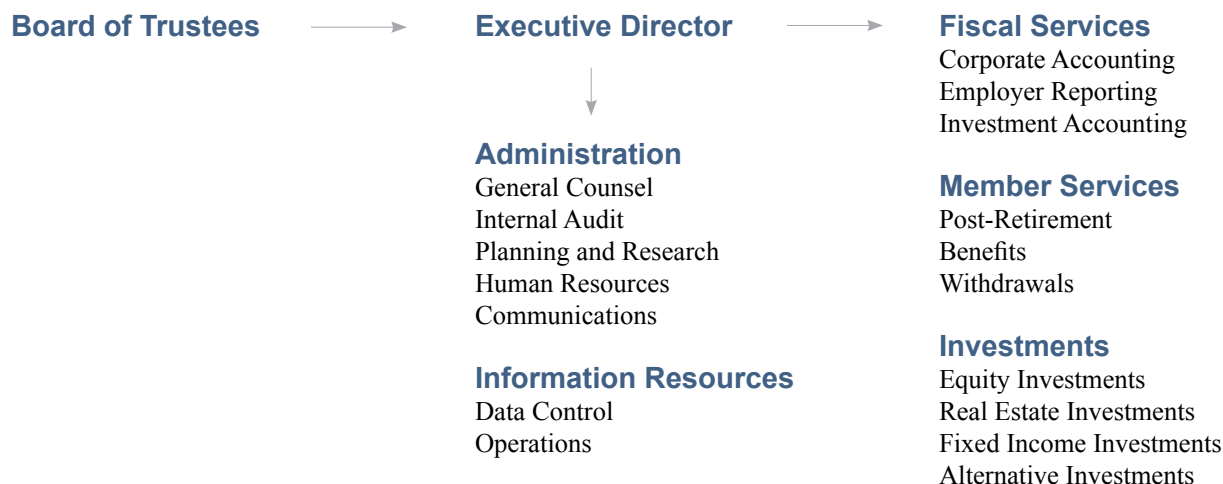 Board of Trustees
Executive Director
Administration
General Counsel
Internal Audit
Planning and Research
Human Resources
Communications
Information Resources
Data Control
Operations
Fiscal Services
Corporate Accounting
Employer Reporting
Investment Accounting
Member Services
Post-Retirement
Benefits
Withdrawals
Investments
Equity Investments
Real Estate Investments
Fixed Income Investments
Alternative Investments